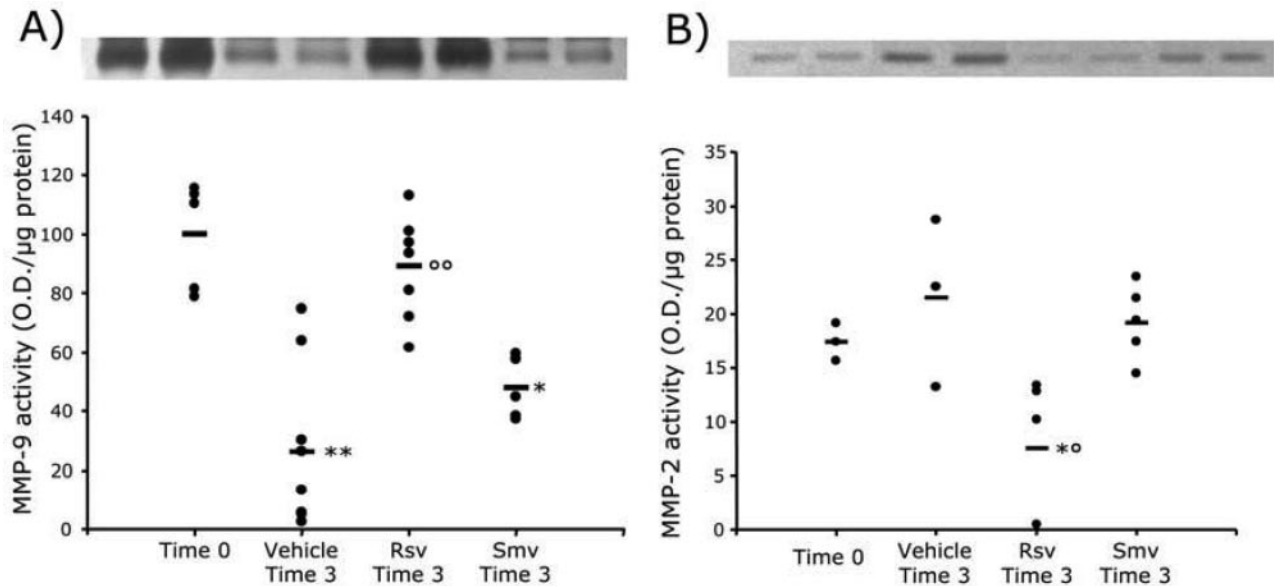 A)
MMP-9 activity (O.D./µg protein)
140
120
100
80
60
40
20
0
**
°°
*
Time 0
Vehicle
Time 3
Rsv
Time 3
Smv
Time 3
B)
MMP-2 activity (O.D./µg protein)
35
30
25
20
15
10
5
0
*°
Time 0
Vehicle
Time 3
Rsv
Time 3
Smv
Time 3